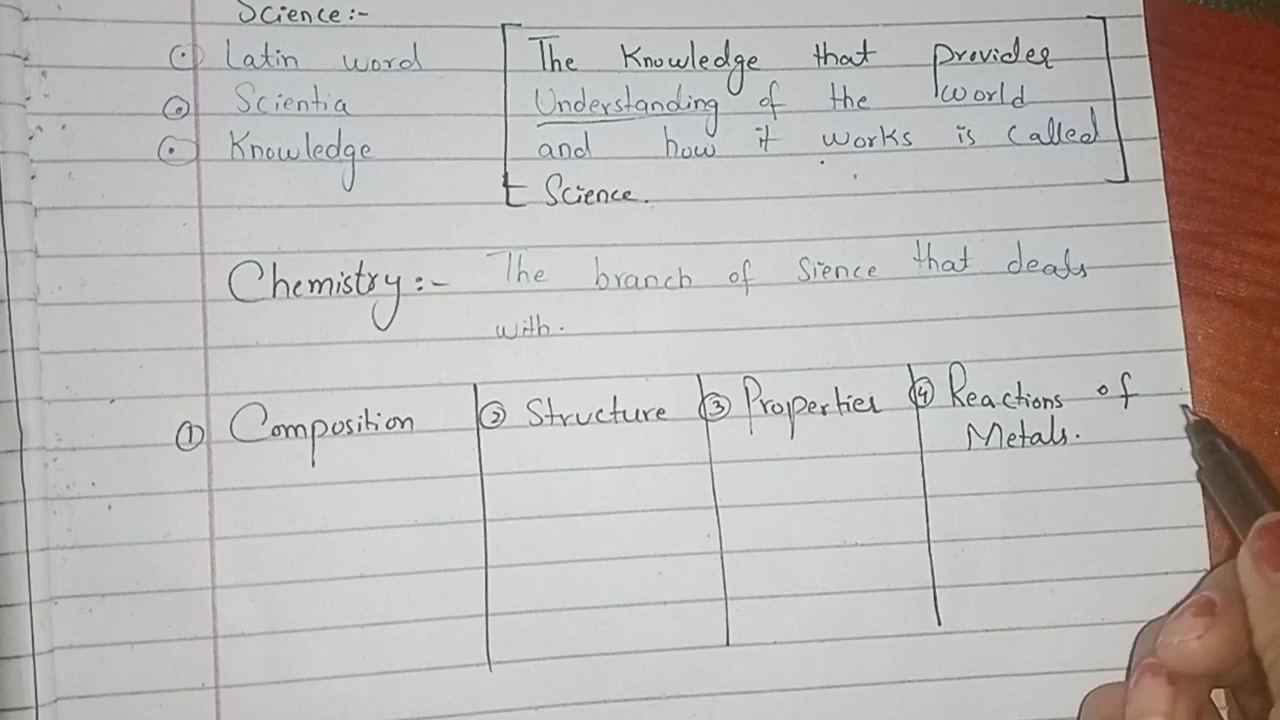 Science:-
Latin word
Scientia
Knowledge
The Knowledge that provides
Understanding of the world
and how it works is called
Science.
Chemistry:- The branch of Sience that deals
with.
① Composition ② Structure ③ Properties ④ Reactions of
Metals.